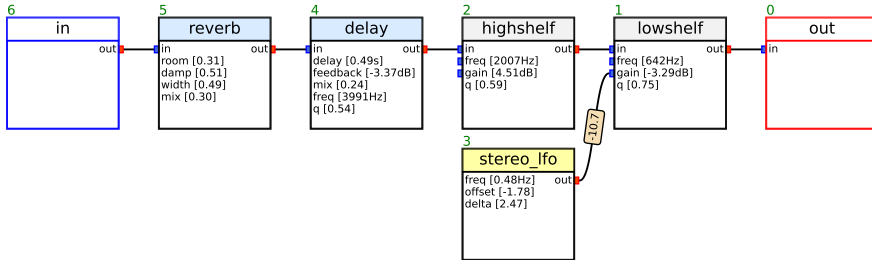 6
in
out
5
reverb
in out
room [0.31]
damp [0.51]
width [0.49]
mix [0.30]
4
delay
in out
delay [0.49s]
feedback [-3.37dB]
mix [0.24]
freq [3991Hz]
q [0.54]
2
highshelf
in out
freq [2007Hz]
gain [4.51dB]
q [0.59]
1
lowshelf
in out
freq [642Hz]
gain [-3.29dB]
q [0.75]
0
out
in
-10.7
3
stereo_lfo
freq [0.48Hz] out
offset [-1.78]
delta [2.47]